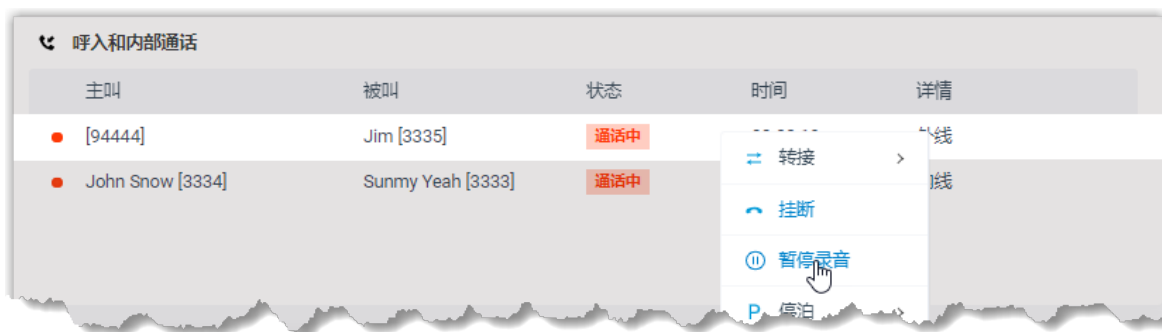 呼入和内部通话
主叫 被叫 状态 时间 详情
[94444] Jim [3335] 通话中 外线
John Snow [3334] Sunmy Yeah [3333] 通话中
转接
挂断
暂停录音
P 停泊